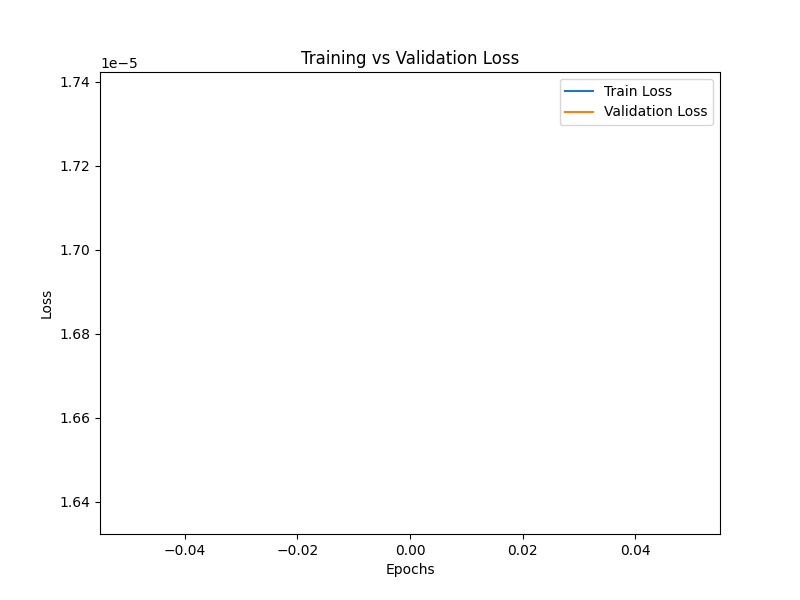 Training vs Validation Loss
1e−5
Train Loss
Validation Loss
1.74
1.72
1.70
1.68
1.66
1.64
Loss
−0.04
−0.02
0.00
0.02
0.04
Epochs